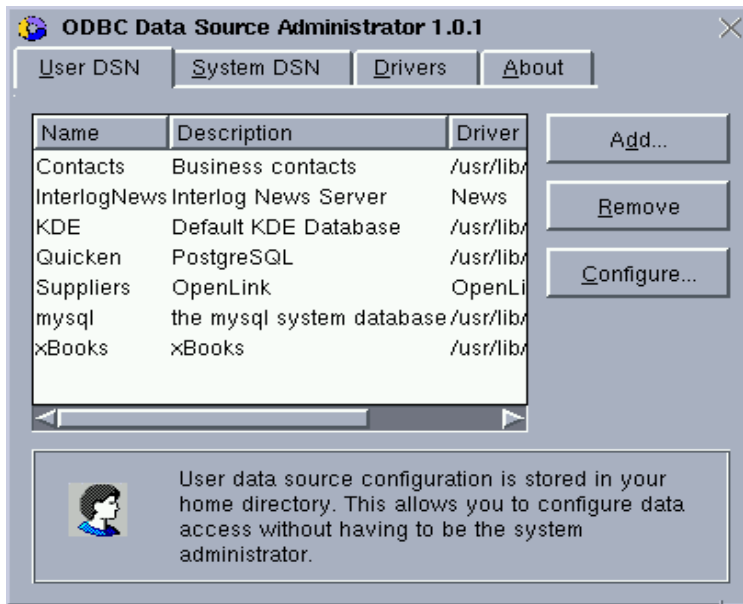 ODBC Data Source Administrator 1.0.1
User DSN System DSN Drivers About
Name Description Driver
Contacts Business contacts /usr/lib/
InterlogNews Interlog News Server News
KDE Default KDE Database /usr/lib/
Quicken PostgreSQL /usr/lib/
Suppliers OpenLink OpenLi
mysql the mysql system database /usr/lib/
xBooks xBooks /usr/lib/
Add...
Remove
Configure...
User data source configuration is stored in your
home directory. This allows you to configure data
access without having to be the system
administrator.